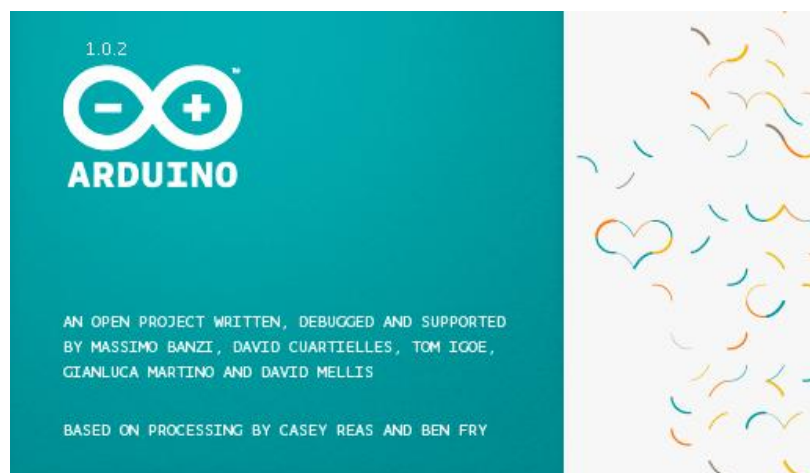 1.0.2
™
ARDUINO
AN OPEN PROJECT WRITTEN, DEBUGGED AND SUPPORTED
BY MASSIMO BANZI, DAVID CUARTIELLES, TOM IGOE,
GIANLUCA MARTINO AND DAVID MELLIS
BASED ON PROCESSING BY CASEY REAS AND BEN FRY